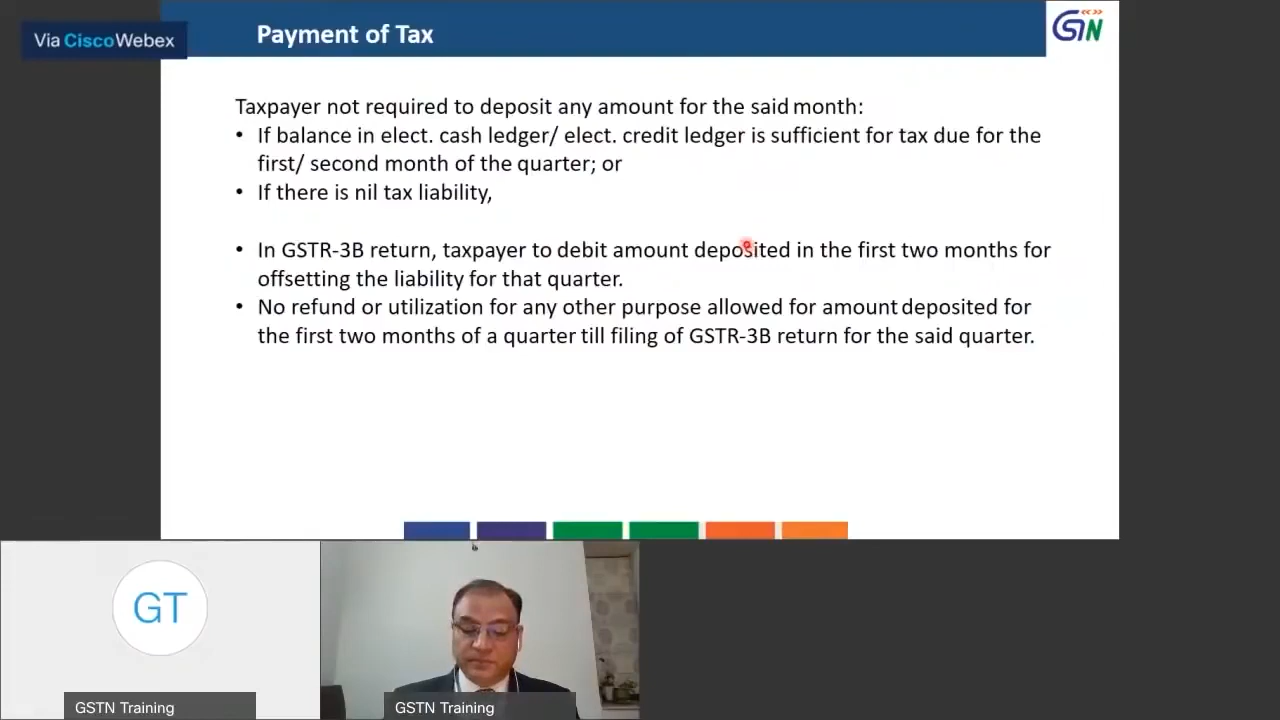 Via CiscoWebex
Payment of Tax
GSTN
Taxpayer not required to deposit any amount for the said month:
• If balance in elect. cash ledger/ elect. credit ledger is sufficient for tax due for the
first/ second month of the quarter; or
• If there is nil tax liability,
• In GSTR-3B return, taxpayer to debit amount deposited in the first two months for
offsetting the liability for that quarter.
• No refund or utilization for any other purpose allowed for amount deposited for
the first two months of a quarter till filing of GSTR-3B return for the said quarter.
GT
GSTN Training
GSTN Training